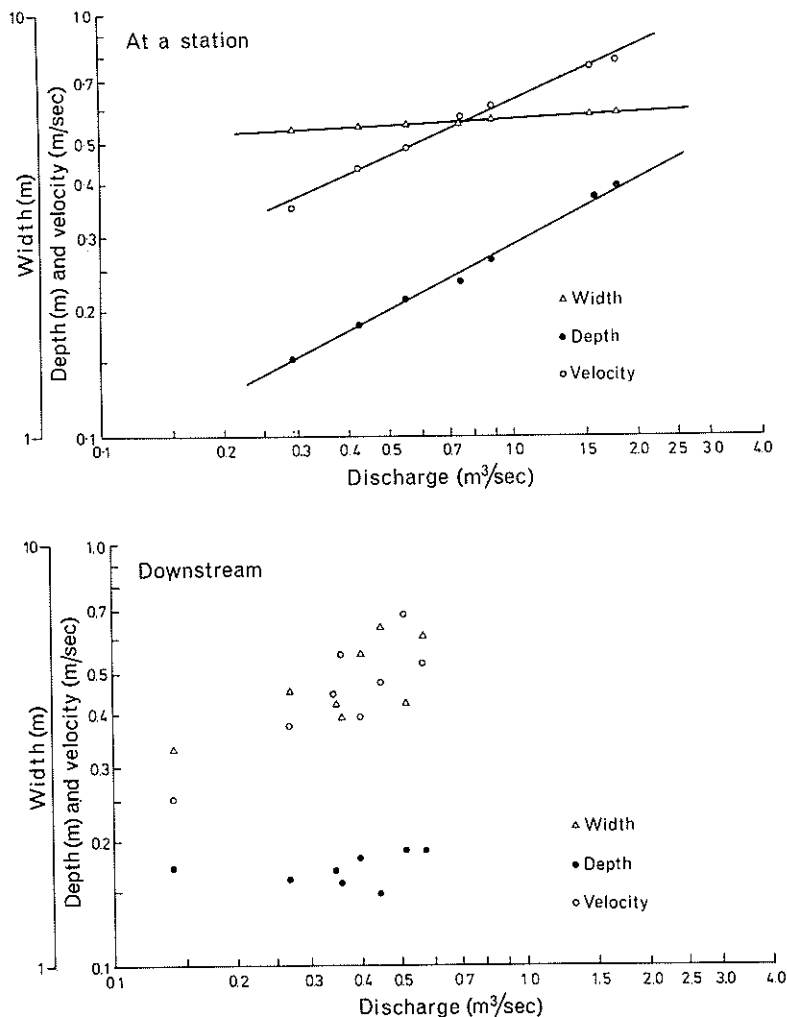 At a station
Width (m)
10
1
Depth (m) and velocity (m/sec)
1.0
0.7
0.5
0.4
0.3
0.2
0.1
△ Width
● Depth
○ Velocity
0.1 0.2 0.3 0.4 0.5 0.7 1.0 1.5 2.0 2.5 3.0 4.0
Discharge (m³/sec)
Downstream
Width (m)
10
1
Depth (m) and velocity (m/sec)
1.0
0.7
0.5
0.4
0.3
0.2
0.1
△ Width
● Depth
○ Velocity
0.1 0.2 0.3 0.4 0.5 0.7 1.0 1.5 2.0 2.5 3.0 4.0
Discharge (m³/sec)